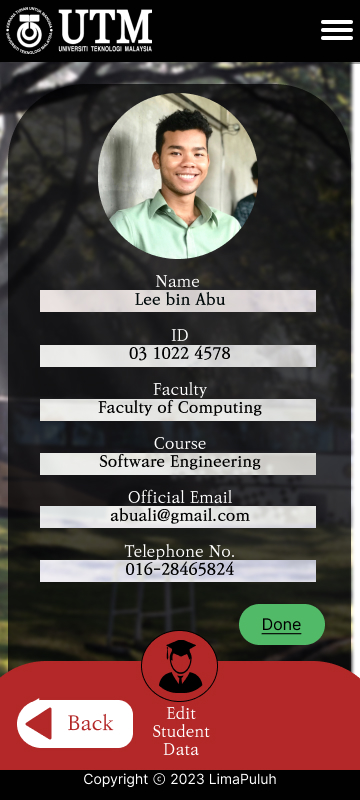 UTM
UNIVERSITI TEKNOLOGI MALAYSIA
Name
Lee bin Abu
ID
03 1022 4578
Faculty
Faculty of Computing
Course
Software Engineering
Official Email
abuali@gmail.com
Telephone No.
016-28465824
Done
Back
Edit
Student
Data
Copyright © 2023 LimaPuluh